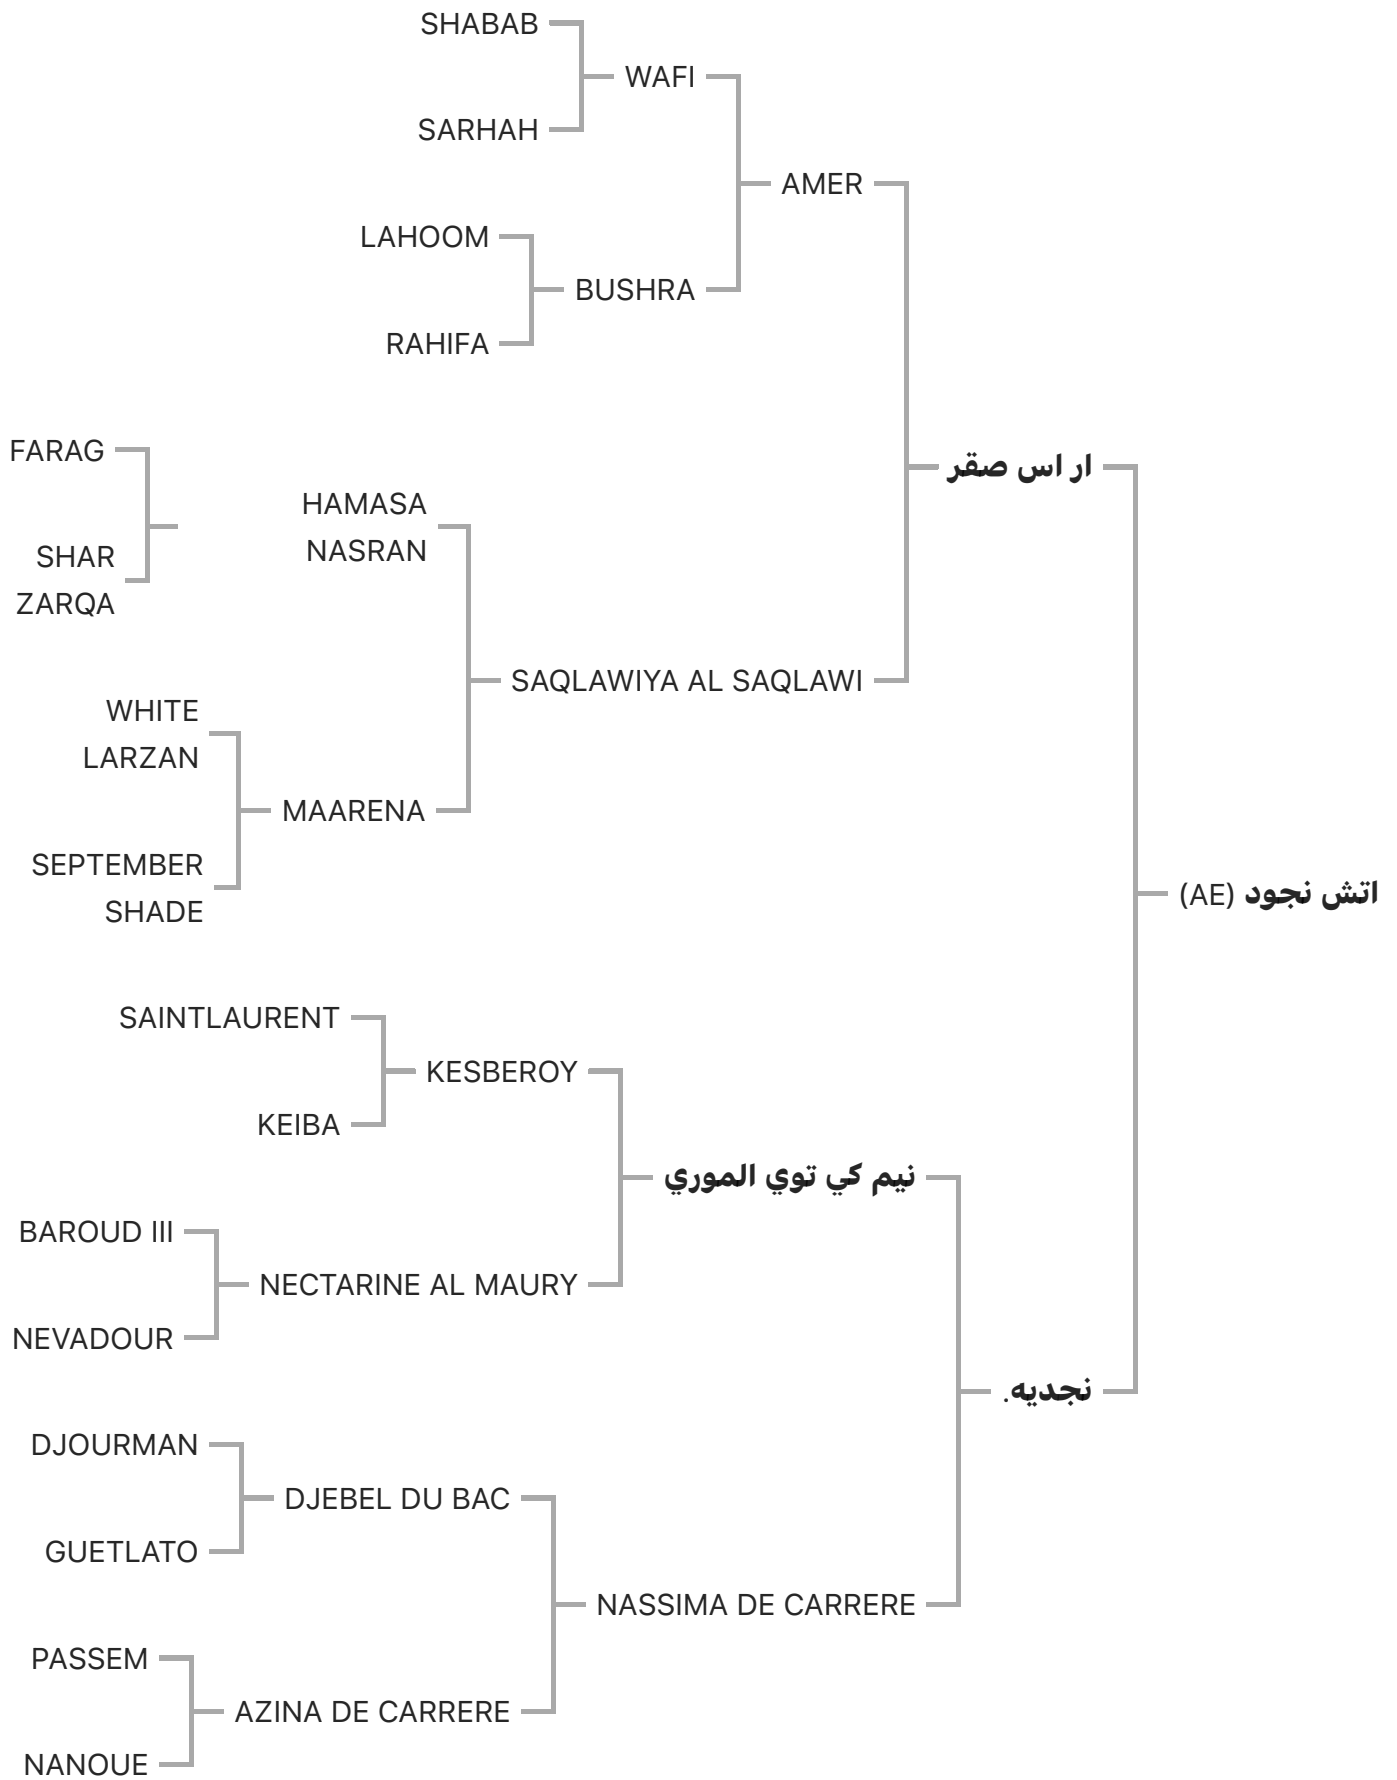 SHABAB
WAFI
SARHAH
AMER
LAHOOM
BUSHRA
RAHIFA
FARAG
ار اس صقر
HAMASA
NASRAN
SHAR
ZARQA
SAQLAWIYA AL SAQLAWI
WHITE
LARZAN
MAARENA
SEPTEMBER
SHADE
اتش نجود (AE)
SAINTLAURENT
KESBEROY
KEIBA
نيم كي توي الموري
BAROUD III
NECTARINE AL MAURY
NEVADOUR
نجديه.
DJOURMAN
DJEBEL DU BAC
GUETLATO
NASSIMA DE CARRERE
PASSEM
AZINA DE CARRERE
NANOUE